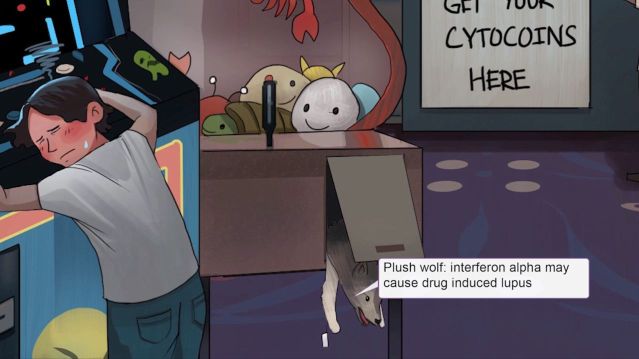 GET YOUR
CYTOCOINS
HERE
Plush wolf: interferon alpha may
cause drug induced lupus